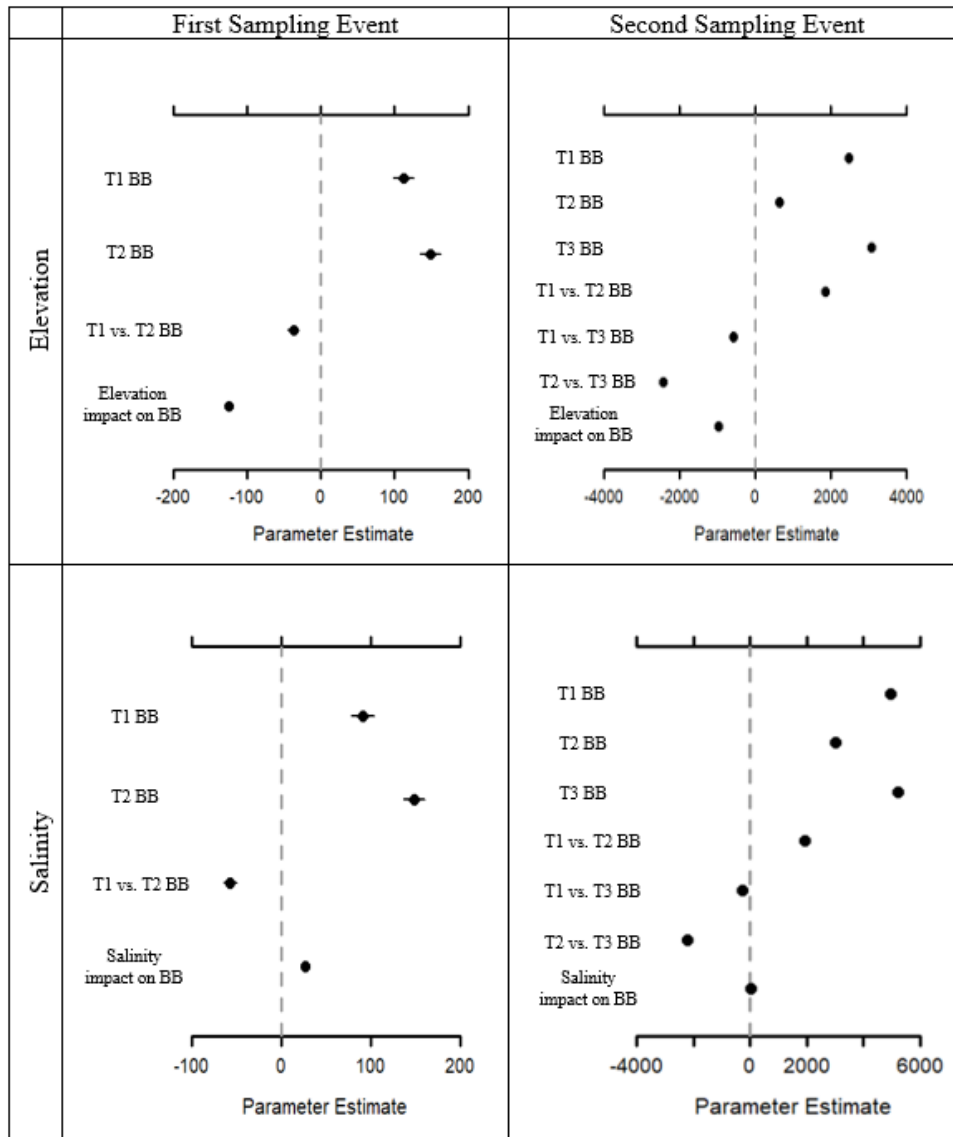 First Sampling Event
Second Sampling Event
Elevation
T1 BB
T2 BB
T1 vs. T2 BB
Elevation
impact on BB
-200 -100 0 100 200
Parameter Estimate
T1 BB
T2 BB
T3 BB
T1 vs. T2 BB
T1 vs. T3 BB
T2 vs. T3 BB
Elevation
impact on BB
-4000 -2000 0 2000 4000
Parameter Estimate
Salinity
T1 BB
T2 BB
T1 vs. T2 BB
Salinity
impact on BB
-100 0 100 200
Parameter Estimate
T1 BB
T2 BB
T3 BB
T1 vs. T2 BB
T1 vs. T3 BB
T2 vs. T3 BB
Salinity
impact on BB
-4000 0 2000 4000 6000
Parameter Estimate